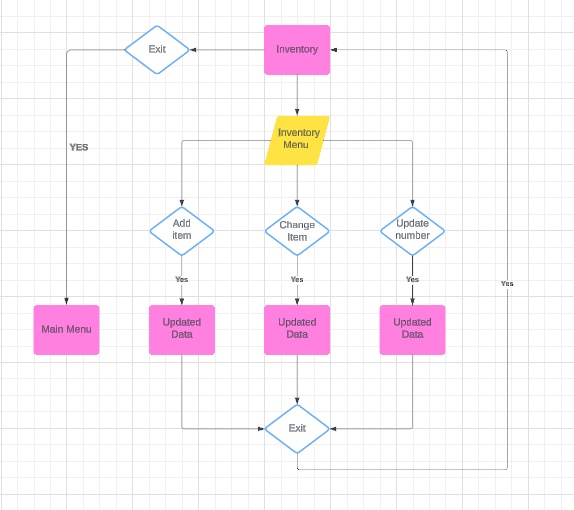 Exit
Inventory
Inventory
Menu
YES
Add
item
Change
Item
Update
number
Yes
Yes
Yes
Yes
Main Menu
Updated
Data
Updated
Data
Updated
Data
Exit